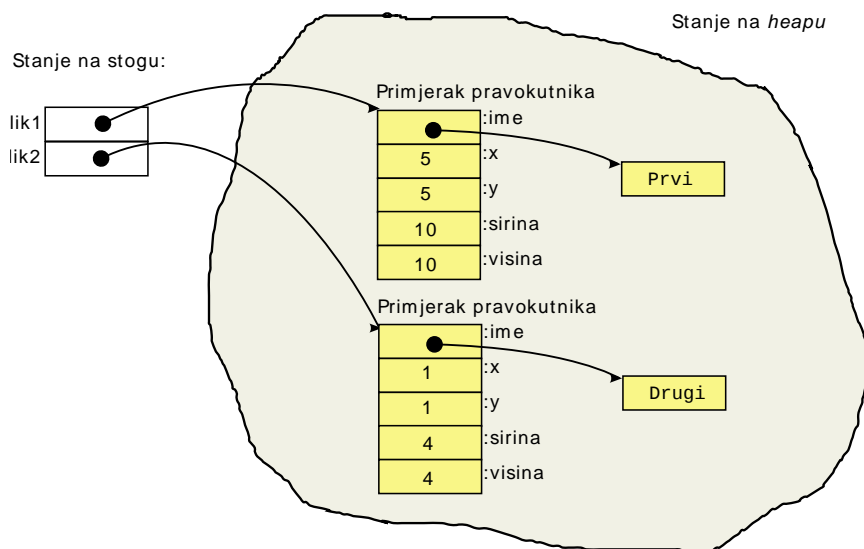 Stanje na heapu
Stanje na stogu:
lik1
lik2
Primjerak pravokutnika
:ime
5 :x
5 :y
10 :sirina
10 :visina
Prvi
Primjerak pravokutnika
:ime
1 :x
1 :y
4 :sirina
4 :visina
Drugi